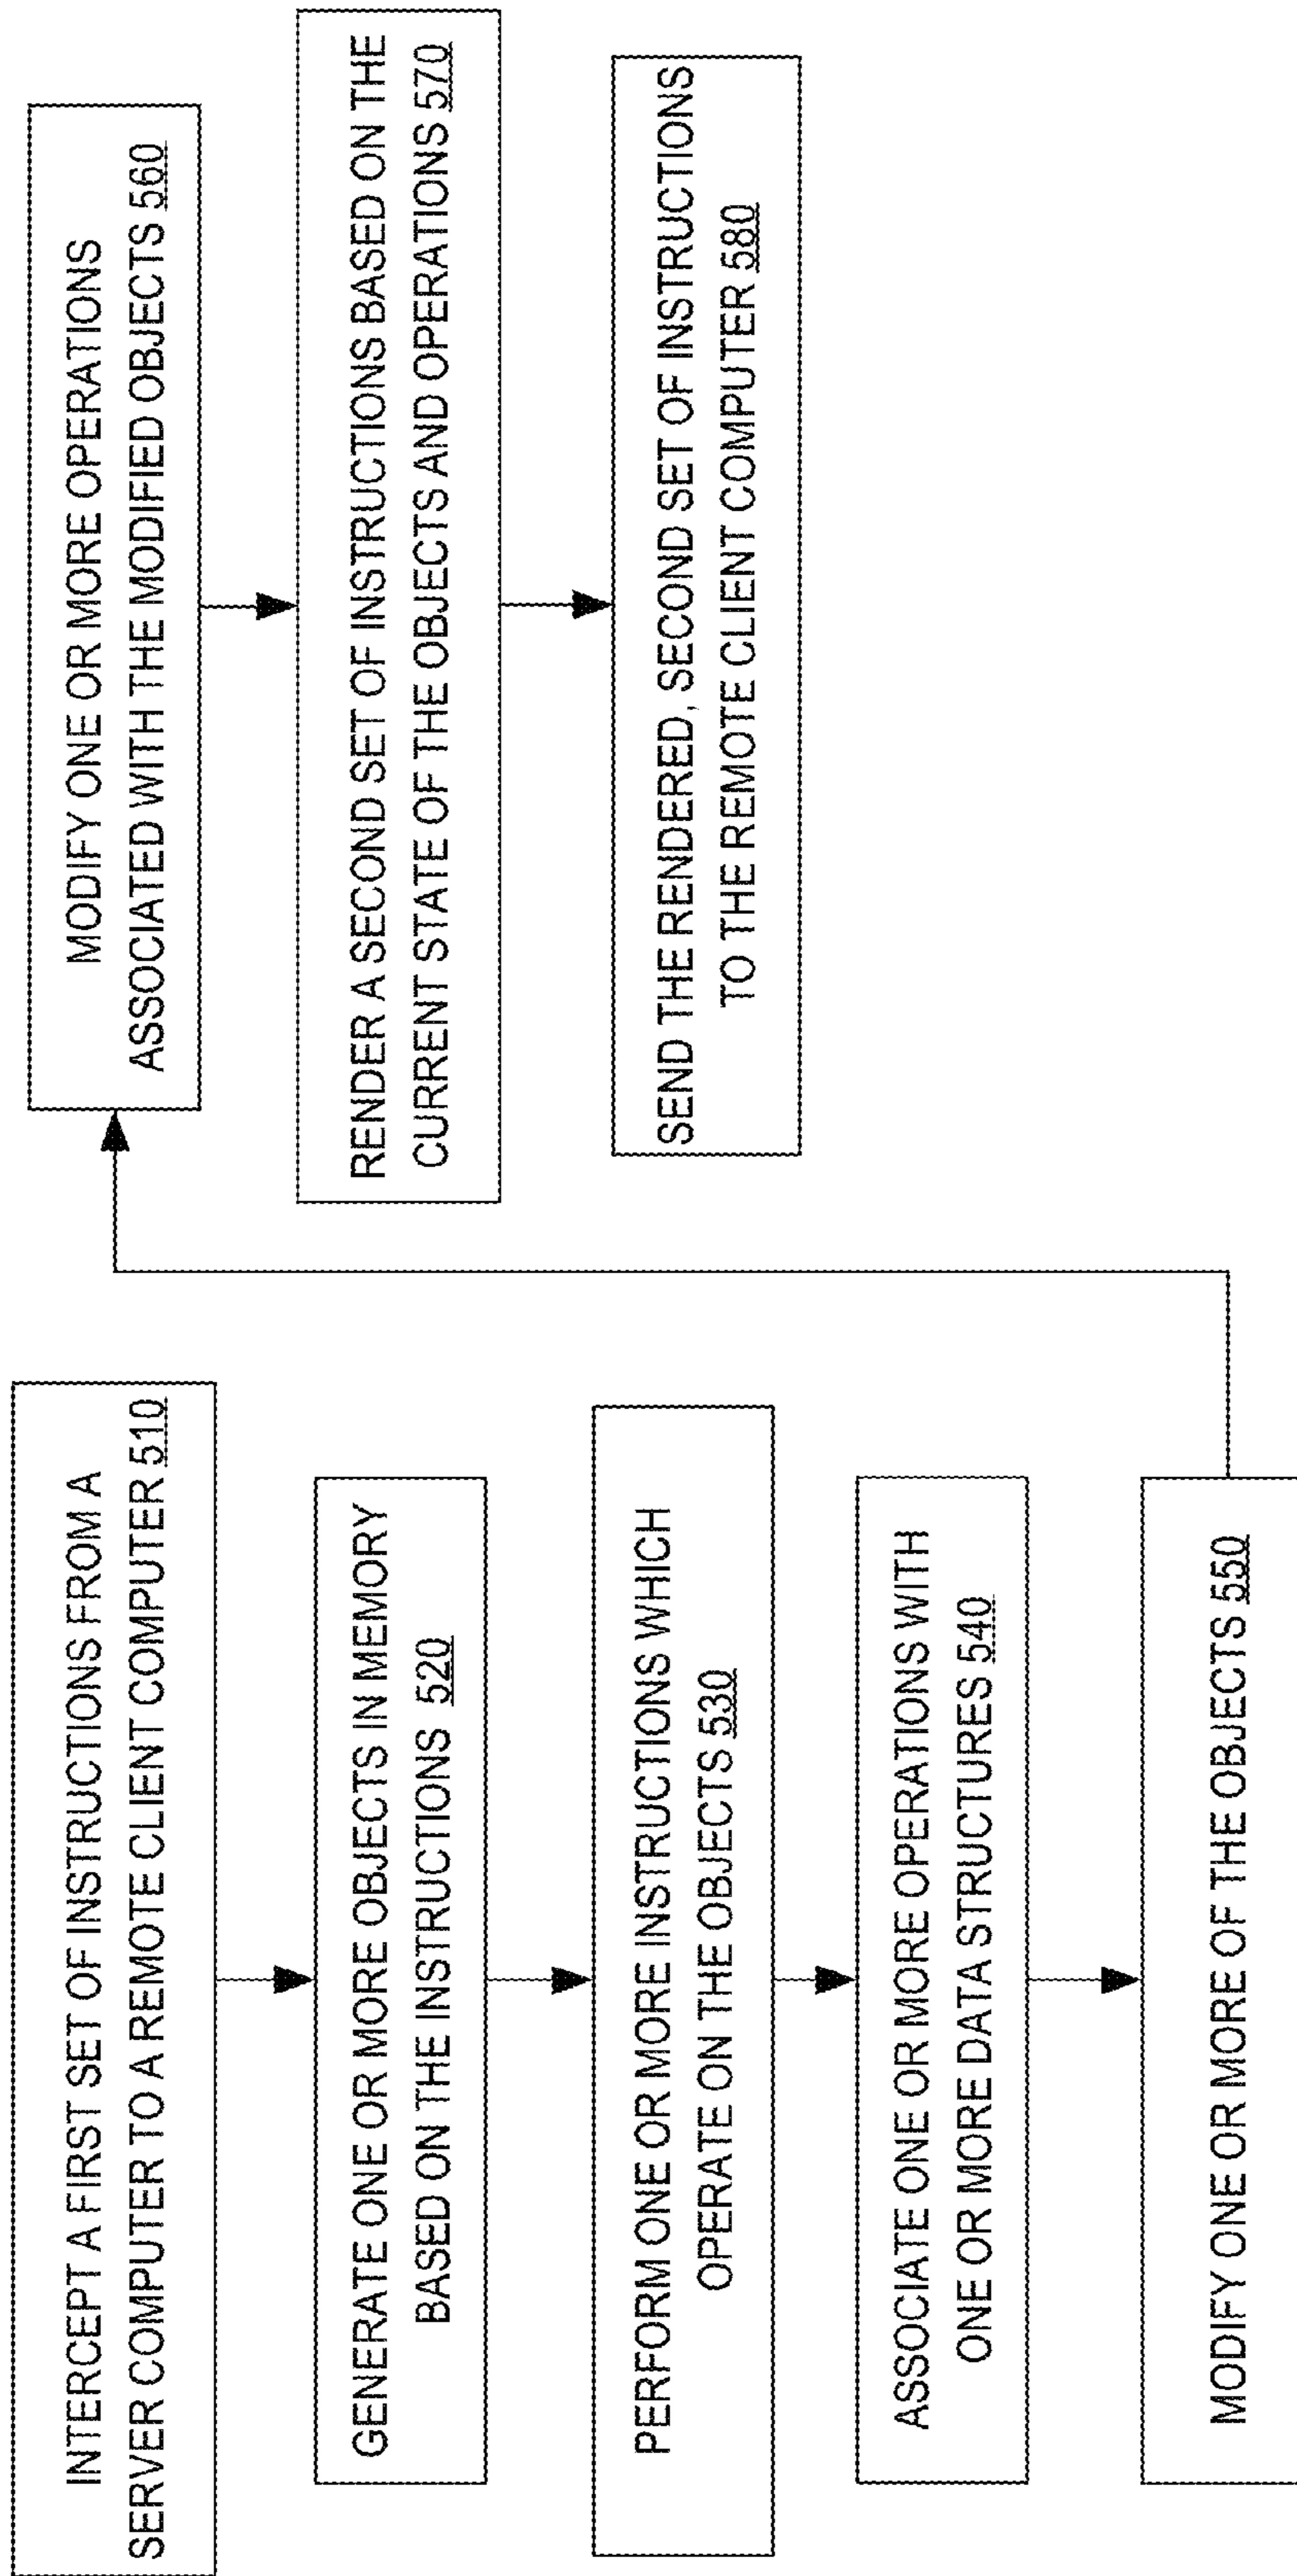 INTERCEPT A FIRST SET OF INSTRUCTIONS FROM A
SERVER COMPUTER TO A REMOTE CLIENT COMPUTER 510
GENERATE ONE OR MORE OBJECTS IN MEMORY
BASED ON THE INSTRUCTIONS 520
PERFORM ONE OR MORE INSTRUCTIONS WHICH
OPERATE ON THE OBJECTS 530
ASSOCIATE ONE OR MORE OPERATIONS WITH
ONE OR MORE DATA STRUCTURES 540
MODIFY ONE OR MORE OF THE OBJECTS 550
MODIFY ONE OR MORE OPERATIONS
ASSOCIATED WITH THE MODIFIED OBJECTS 560
RENDER A SECOND SET OF INSTRUCTIONS BASED ON THE
CURRENT STATE OF THE OBJECTS AND OPERATIONS 570
SEND THE RENDERED, SECOND SET OF INSTRUCTIONS
TO THE REMOTE CLIENT COMPUTER 580